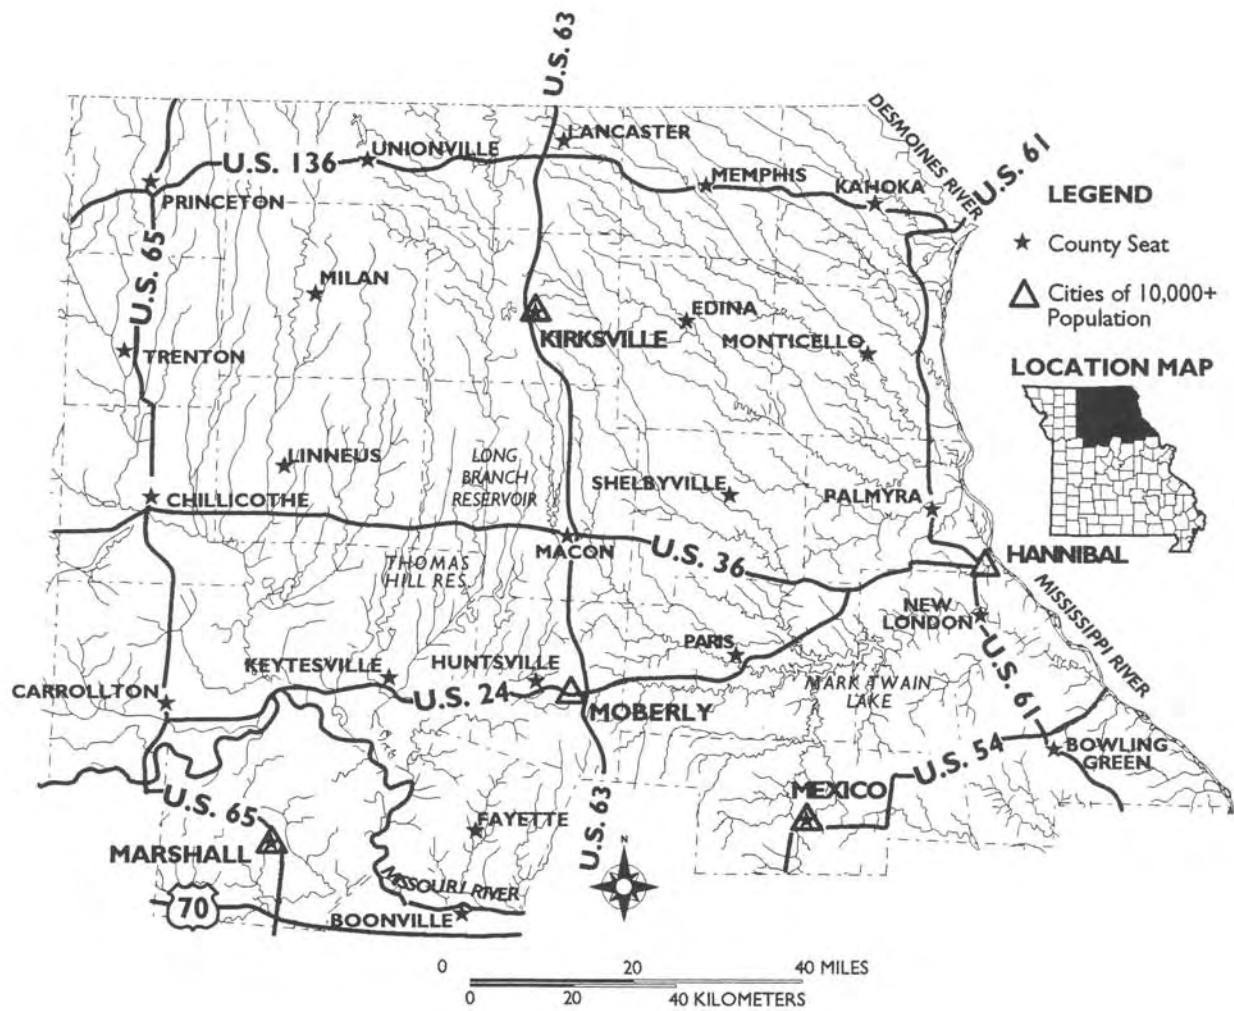 U.S. 63
DESMOINES RIVER
U.S. 61
LANCASTER
UNIONVILLE
U.S. 136
MEMPHIS
KAHOKA
PRINCETON
LEGEND
County Seat
Cities of 10,000+
Population
U.S. 65
MILAN
EDINA
KIRKSVILLE
MONTICELLO
TRENTON
LOCATION MAP
LINNEUS
LONG
BRANCH
RESERVOIR
SHELBYVILLE
PALMYRA
CHILLICOTHE
MACON
U.S. 36
HANNIBAL
THOMAS
HILL RES.
NEW
LONDON
MISSISSIPPI RIVER
PARIS
KEYTESVILLE
HUNTSVILLE
U.S. 61
CARROLLTON
U.S. 24
MOBERLY
MARK TWAIN
LAKE
BOWLING
GREEN
U.S. 54
U.S. 65
MEXICO
U.S. 63
FAYETTE
MARSHALL
N
MISSOURI RIVER
70
BOONVILLE
0 20 40 MILES
0 20 40 KILOMETERS